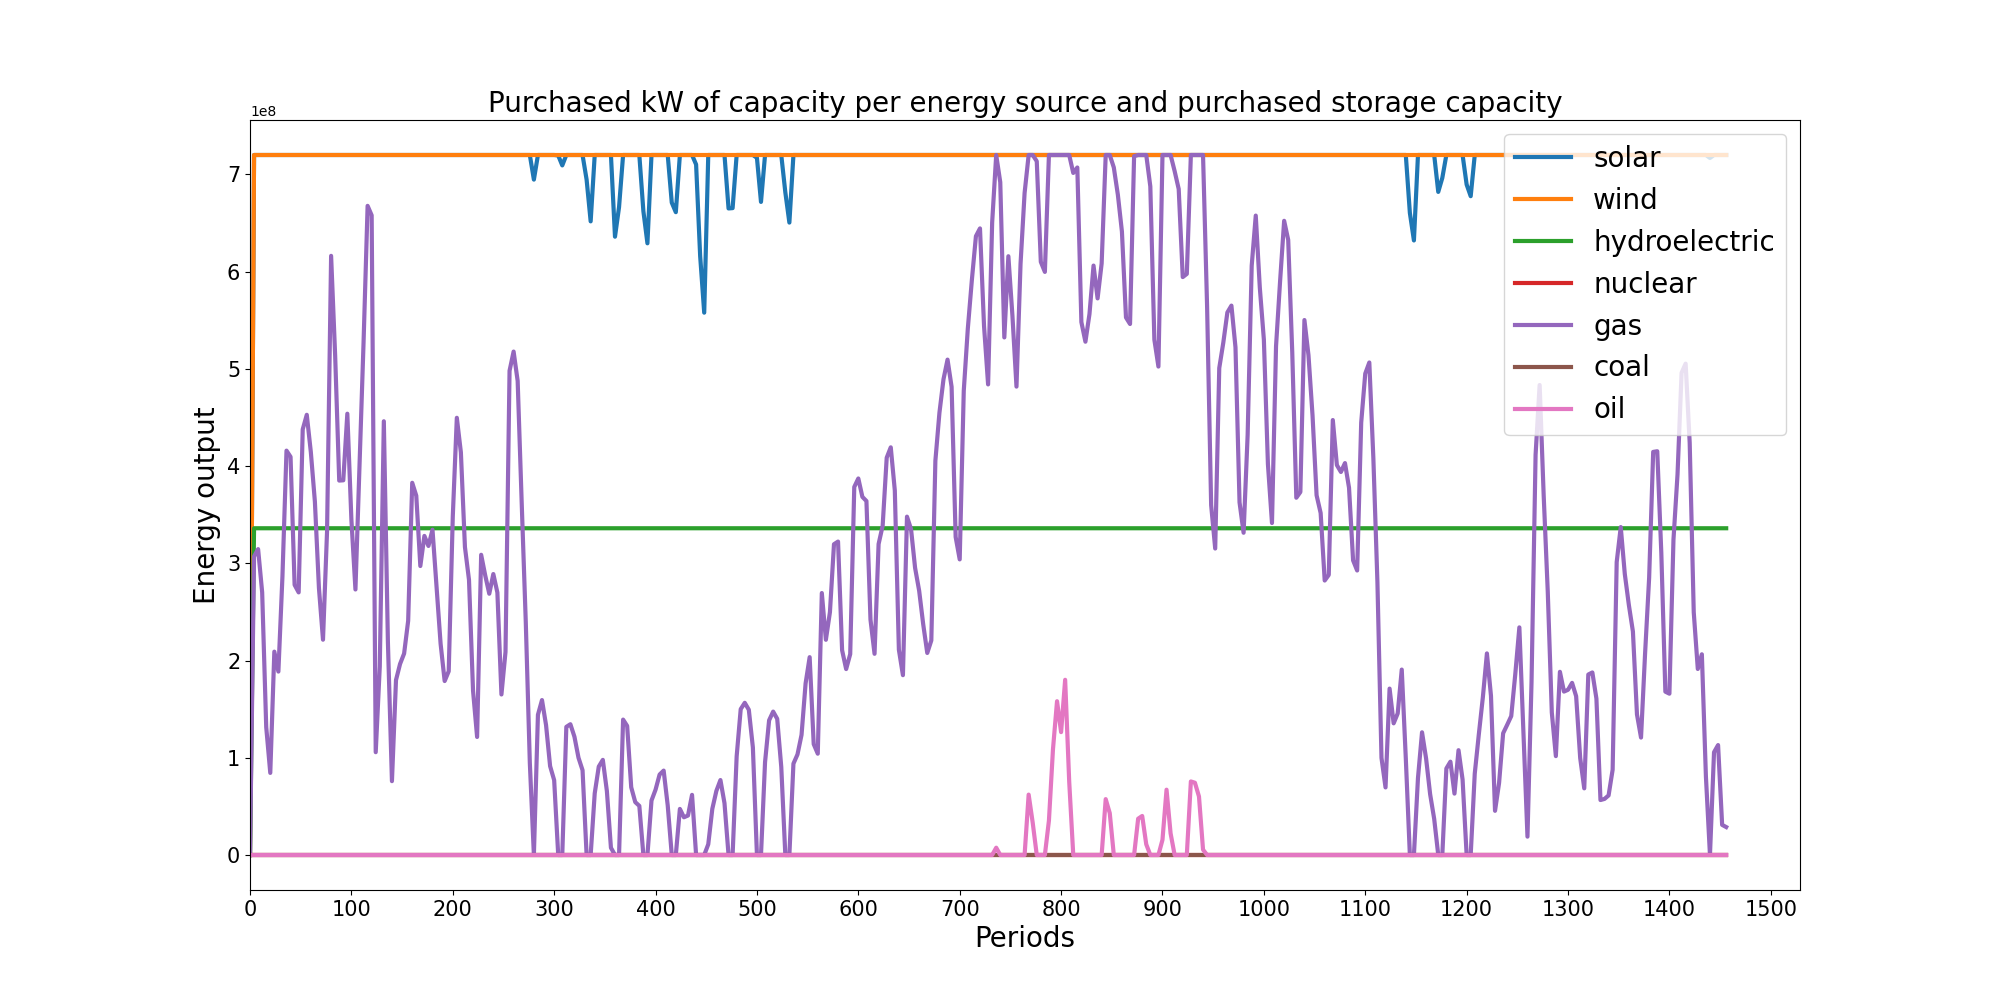 Purchased kW of capacity per energy source and purchased storage capacity
1e8
7
6
5
4
3
2
1
0
Energy output
0 100 200 300 400 500 600 700 800 900 1000 1100 1200 1300 1400 1500
Periods
solar
wind
hydroelectric
nuclear
gas
coal
oil